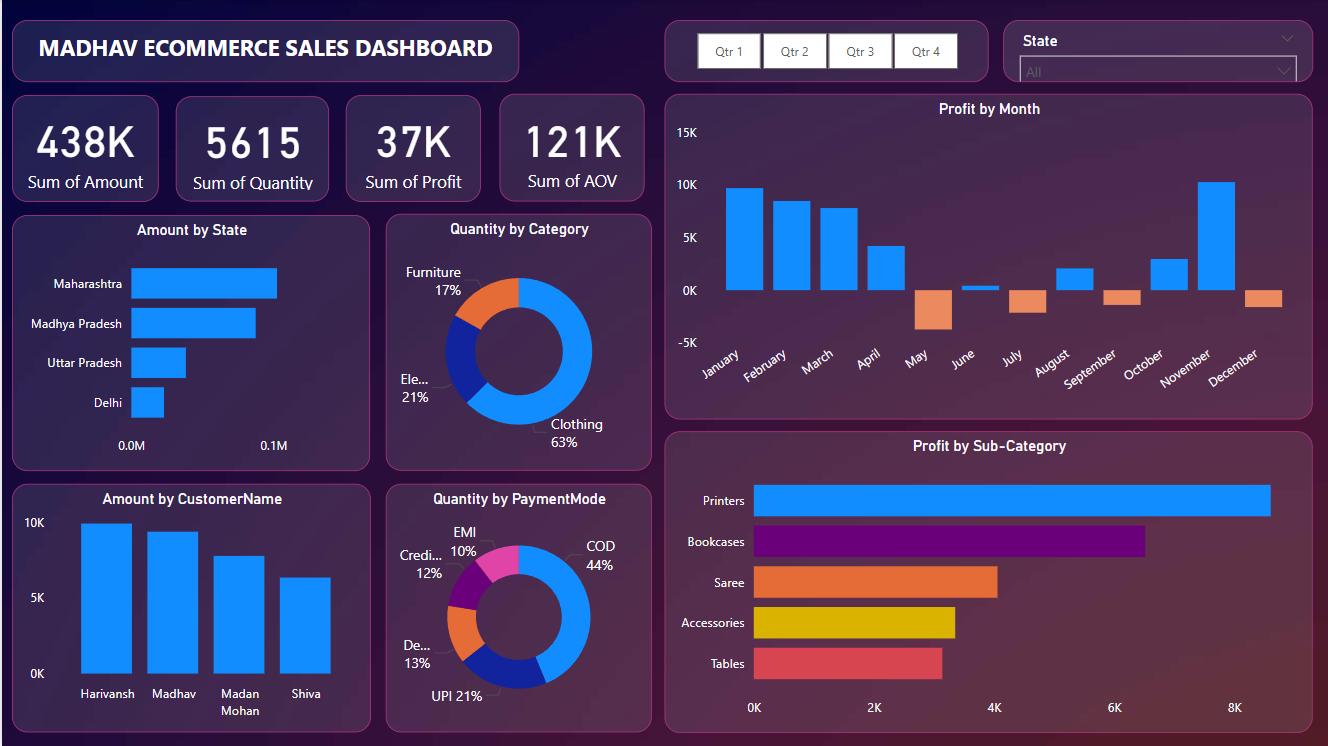 MADHAV ECOMMERCE SALES DASHBOARD
Qtr 1 Qtr 2 Qtr 3 Qtr 4
State
All
438K
Sum of Amount
5615
Sum of Quantity
37K
Sum of Profit
121K
Sum of AOV
Profit by Month
15K
10K
5K
0K
-5K
January February March April May June July August September October November December
Amount by State
Maharashtra
Madhya Pradesh
Uttar Pradesh
Delhi
0.0M 0.1M
Quantity by Category
Furniture
17%
Ele...
21%
Clothing
63%
Profit by Sub-Category
Printers
Bookcases
Saree
Accessories
Tables
0K 2K 4K 6K 8K
Amount by CustomerName
10K
5K
0K
Harivansh Madhav Madan Shiva
Mohan
Quantity by PaymentMode
EMI
10%
COD
44%
Credi...
12%
De...
13%
UPI 21%